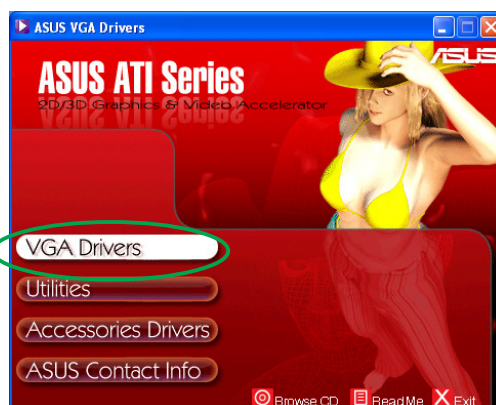 ASUS VGA Drivers
ASUS
ASUS ATI Series
2D/3D Graphics & Video Accelerator
VGA Drivers
Utilities
Accessories Drivers
ASUS Contact Info
Browse CD
ReadMe
Exit